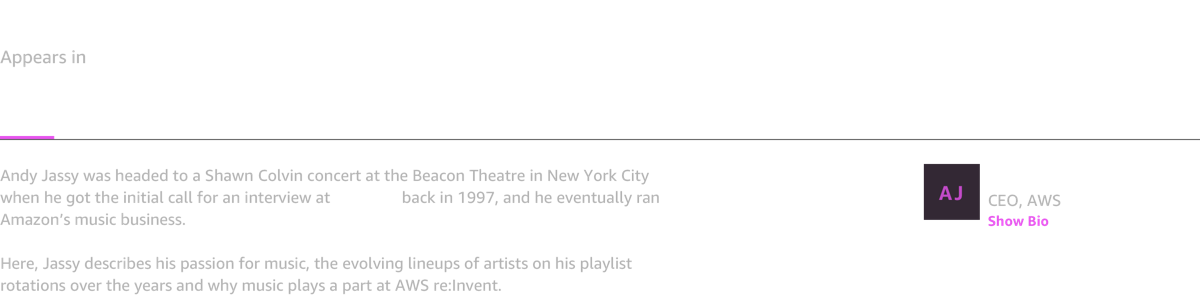 Appears in
Andy Jassy was headed to a Shawn Colvin concert at the Beacon Theatre in New York City
when he got the initial call for an interview at back in 1997, and he eventually ran
Amazon’s music business.
AJ
CEO, AWS
Show Bio
Here, Jassy describes his passion for music, the evolving lineups of artists on his playlist
rotations over the years and why music plays a part at AWS re:Invent.